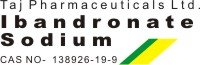 Taj Pharmaceuticals Ltd.
Ibandronate
Sodium
CAS NO- 138926-19-9